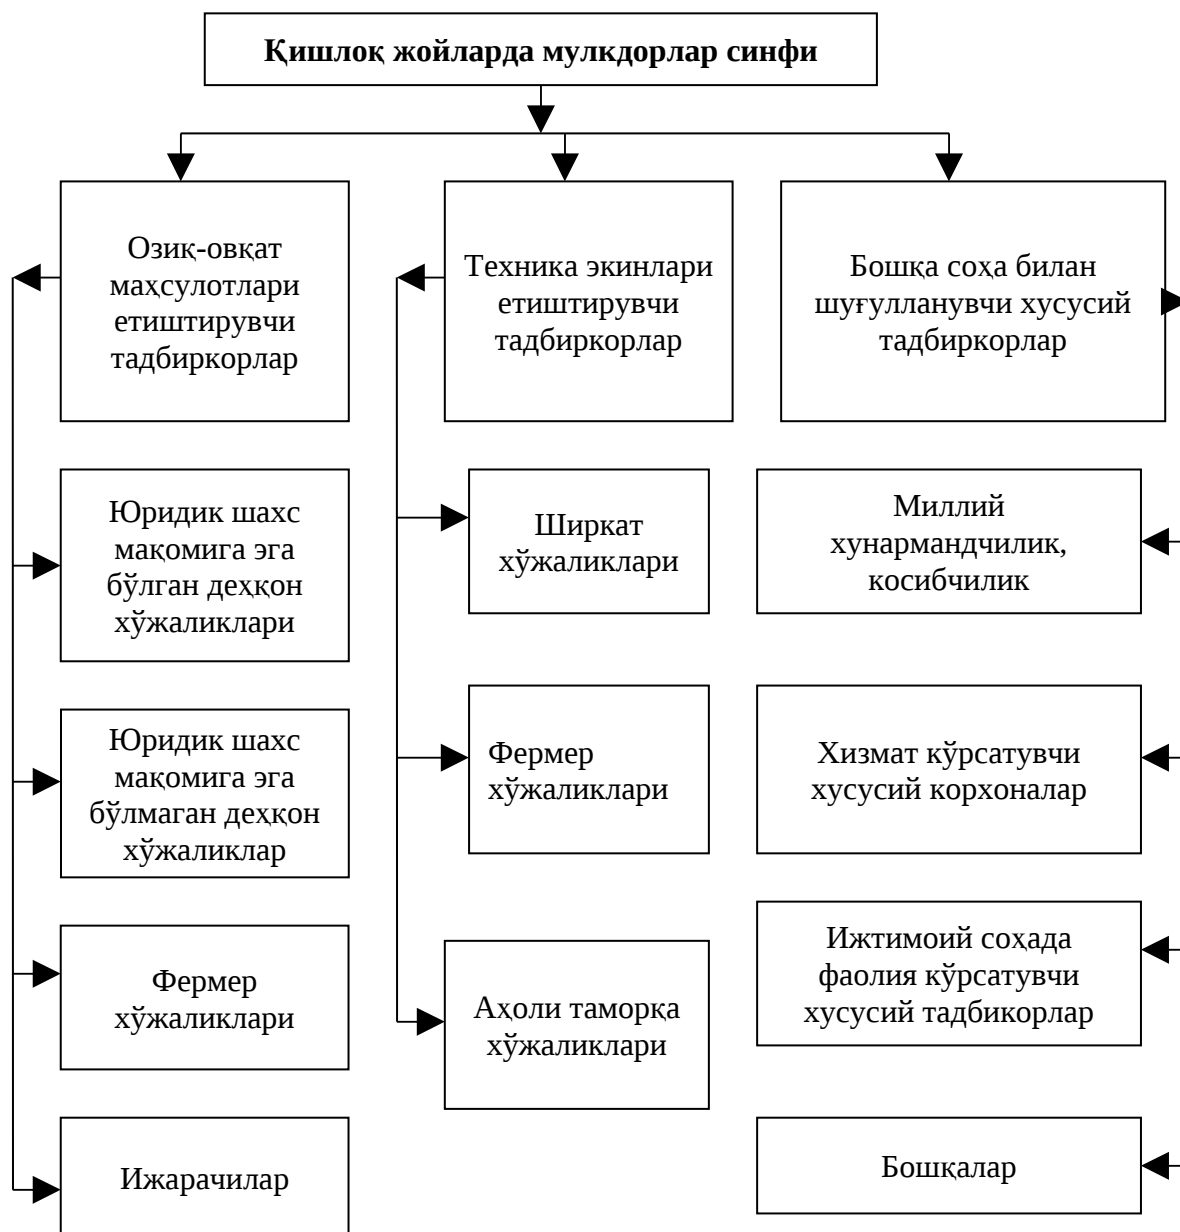 Қишлоқ жойларда мулкдорлар синфи
Озиқ-овқат
маҳсулотлари
етиштирувчи
тадбиркорлар
Техника экинлари
етиштирувчи
тадбиркорлар
Бошқа соҳа билан
шуғулланувчи хусусий
тадбиркорлар
Юридик шахс
мақомига эга
бўлган деҳқон
хўжаликлари
Ширкат
хўжаликлари
Миллий
хунармандчилик,
косибчилик
Юридик шахс
мақомига эга
бўлмаган деҳқон
хўжаликлар
Фермер
хўжаликлари
Хизмат кўрсатувчи
хусусий корхоналар
Фермер
хўжаликлари
Аҳоли таморқа
хўжаликлари
Ижтимоий соҳада
фаолия кўрсатувчи
хусусий тадбикорлар
Ижарачилар
Бошқалар